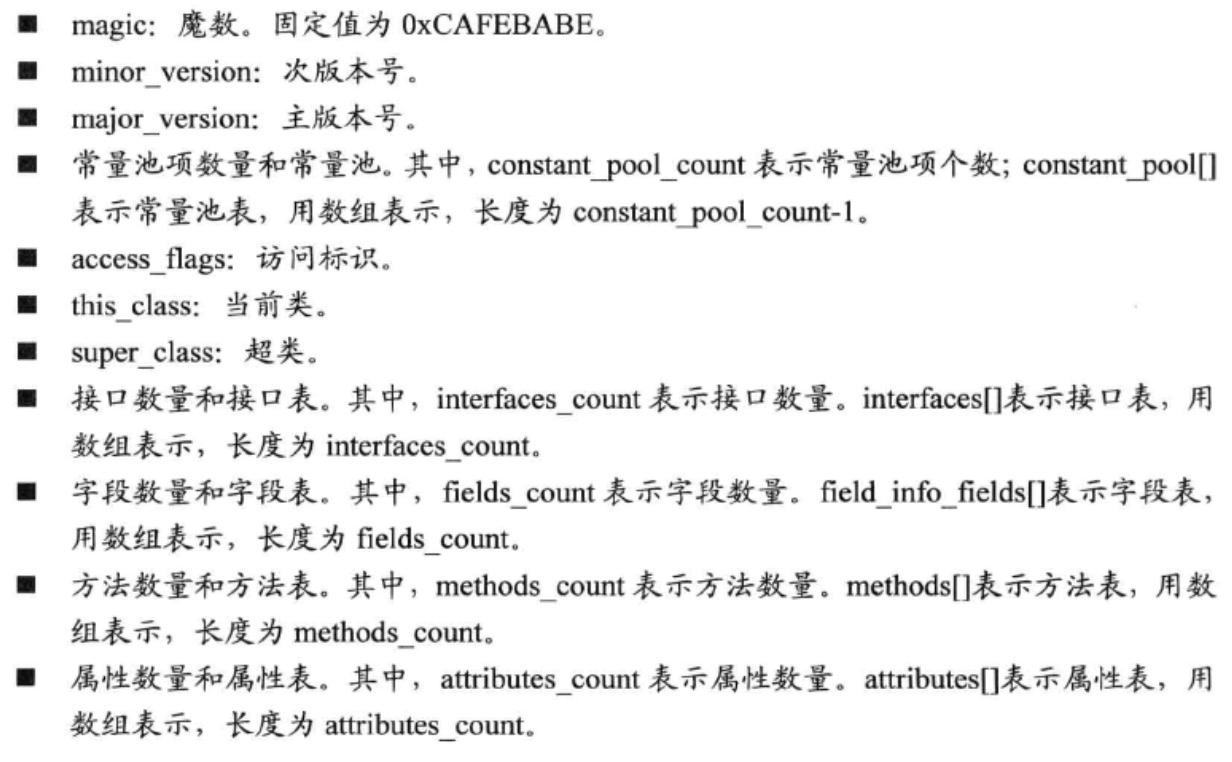 ■ magic: 魔数。固定值为 0xCAFEBABE。
■ minor_version: 次版本号。
■ major_version: 主版本号。
■ 常量池项数量和常量池。其中，constant_pool_count 表示常量池项个数；constant_pool[]
表示常量池表，用数组表示，长度为 constant_pool_count-1。
■ access_flags: 访问标识。
■ this_class: 当前类。
■ super_class: 超类。
■ 接口数量和接口表。其中，interfaces_count 表示接口数量。interfaces[]表示接口表，用
数组表示，长度为 interfaces_count。
■ 字段数量和字段表。其中，fields_count 表示字段数量。field_info_fields[]表示字段表，
用数组表示，长度为 fields_count。
■ 方法数量和方法表。其中，methods_count 表示方法数量。methods[]表示方法表，用数
组表示，长度为 methods_count。
■ 属性数量和属性表。其中，attributes_count 表示属性数量。attributes[]表示属性表，用
数组表示，长度为 attributes_count。